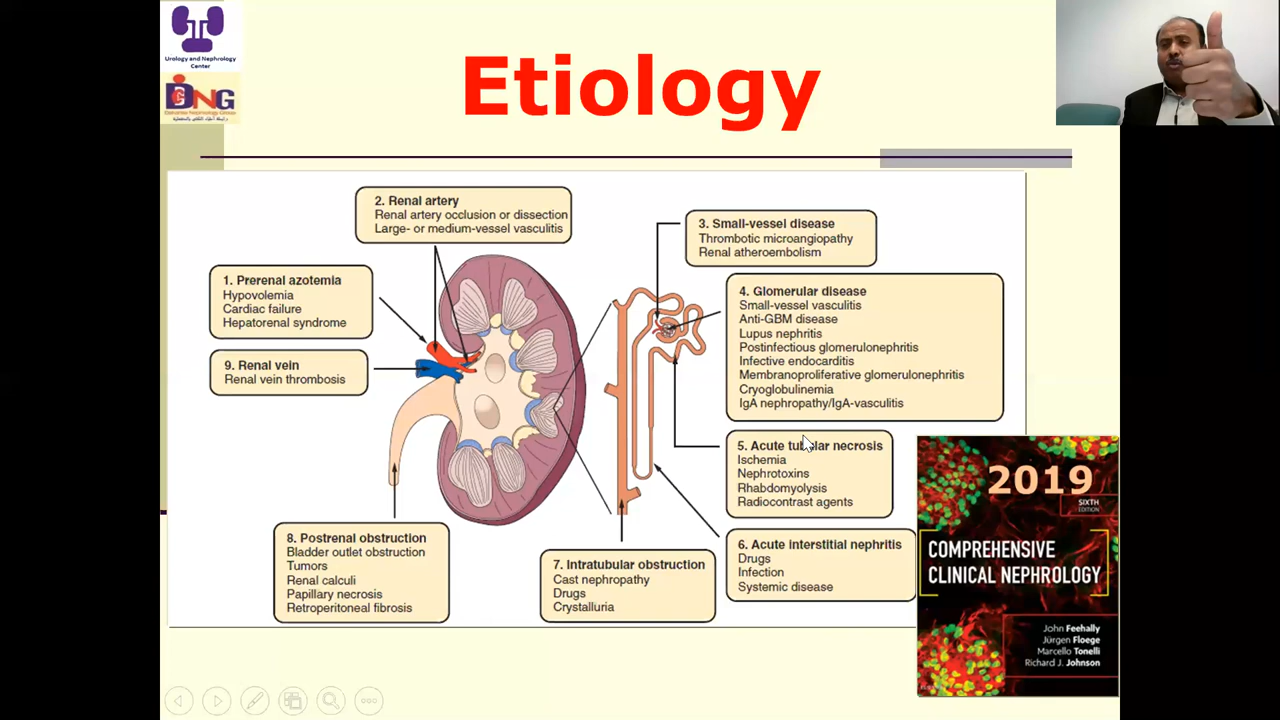 Urology and Nephrology
Center
DNG
Etiology
2. Renal artery
Renal artery occlusion or dissection
Large- or medium-vessel vasculitis
1. Prerenal azotemia
Hypovolemia
Cardiac failure
Hepatorenal syndrome
9. Renal vein
Renal vein thrombosis
3. Small-vessel disease
Thrombotic microangiopathy
Renal atheroembolism
4. Glomerular disease
Small-vessel vasculitis
Anti-GBM disease
Lupus nephritis
Postinfectious glomerulonephritis
Infective endocarditis
Membranoproliferative glomerulonephritis
Cryoglobulinemia
IgA nephropathy/IgA-vasculitis
5. Acute tubular necrosis
Ischemia
Nephrotoxins
Rhabdomyolysis
Radiocontrast agents
6. Acute interstitial nephritis
Drugs
Infection
Systemic disease
7. Intratubular obstruction
Cast nephropathy
Drugs
Crystalluria
8. Postrenal obstruction
Bladder outlet obstruction
Tumors
Renal calculi
Papillary necrosis
Retroperitoneal fibrosis
2019
SIXTH
EDITION
COMPREHENSIVE
CLINICAL NEPHROLOGY
John Feehally
Jürgen Floege
Marcello Tonelli
Richard J. Johnson